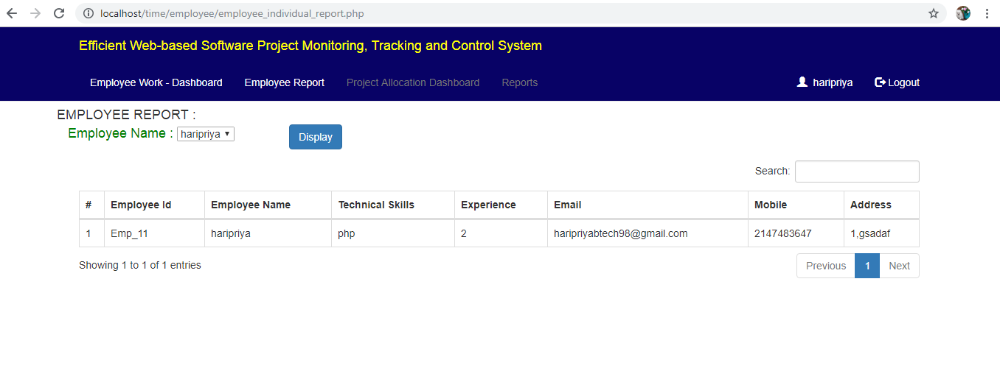 localhost/time/employee/employee_individual_report.php
Efficient Web-based Software Project Monitoring, Tracking and Control System
Employee Work - Dashboard Employee Report Project Allocation Dashboard Reports haripriya Logout
EMPLOYEE REPORT :
Employee Name : haripriya Display
Search:
# Employee Id Employee Name Technical Skills Experience Email Mobile Address
1 Emp_11 haripriya php 2 haripriyabtech98@gmail.com 2147483647 1,gsadaf
Showing 1 to 1 of 1 entries Previous 1 Next